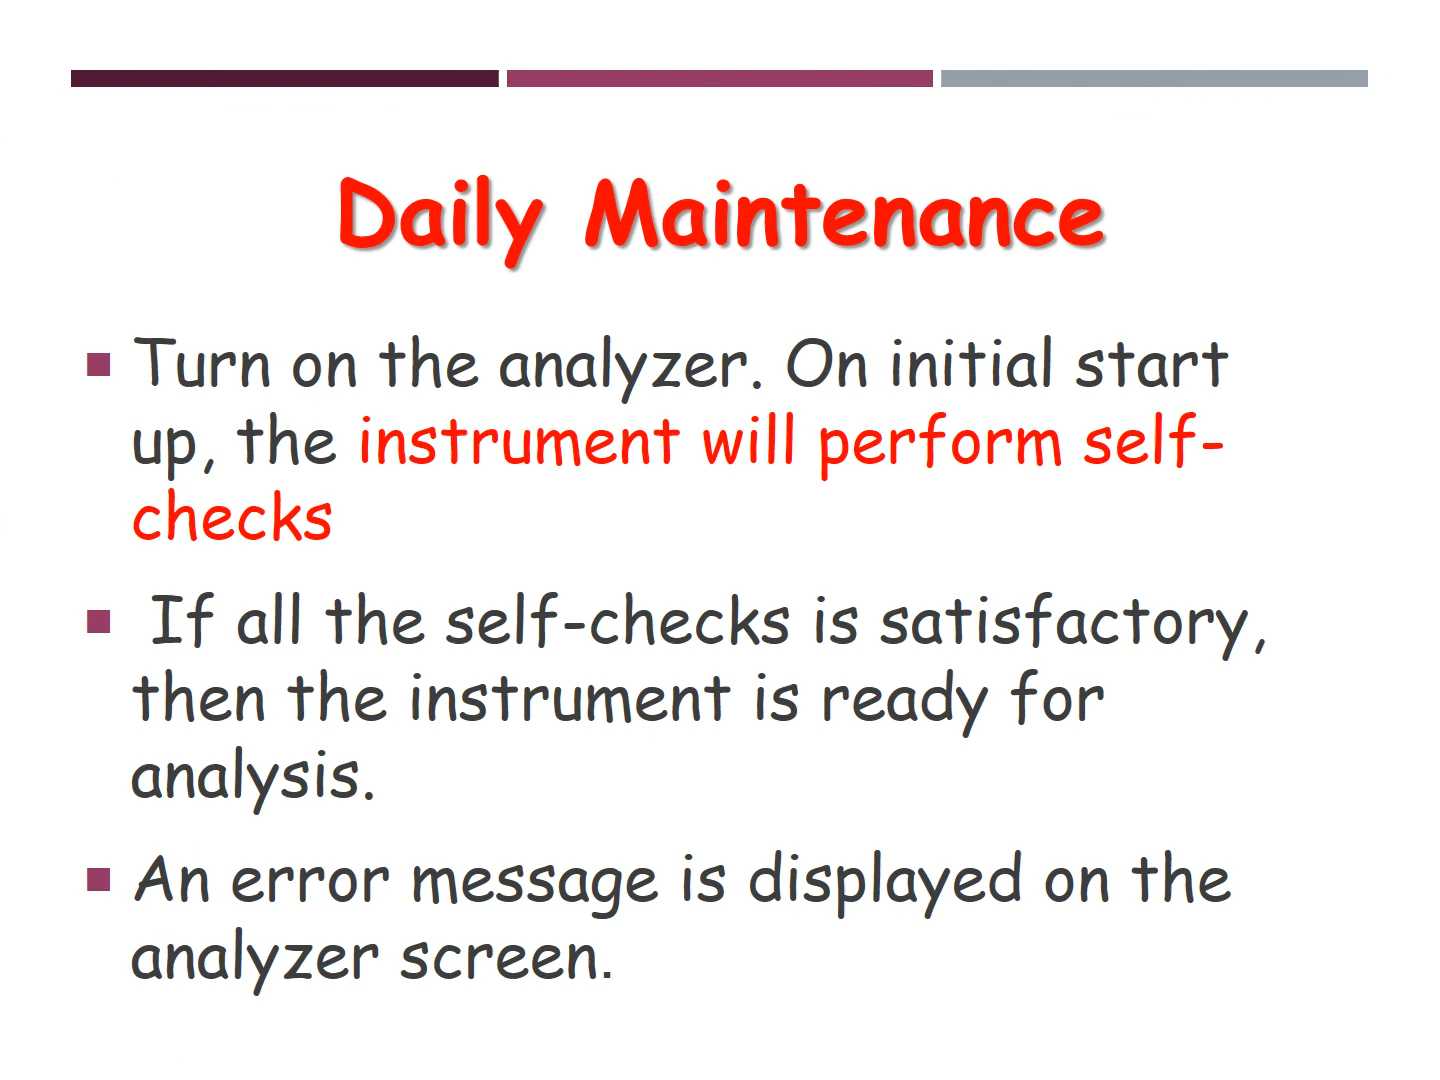 Daily Maintenance
Turn on the analyzer. On initial start
up, the instrument will perform self-
checks
If all the self-checks is satisfactory,
then the instrument is ready for
analysis.
An error message is displayed on the
analyzer screen.